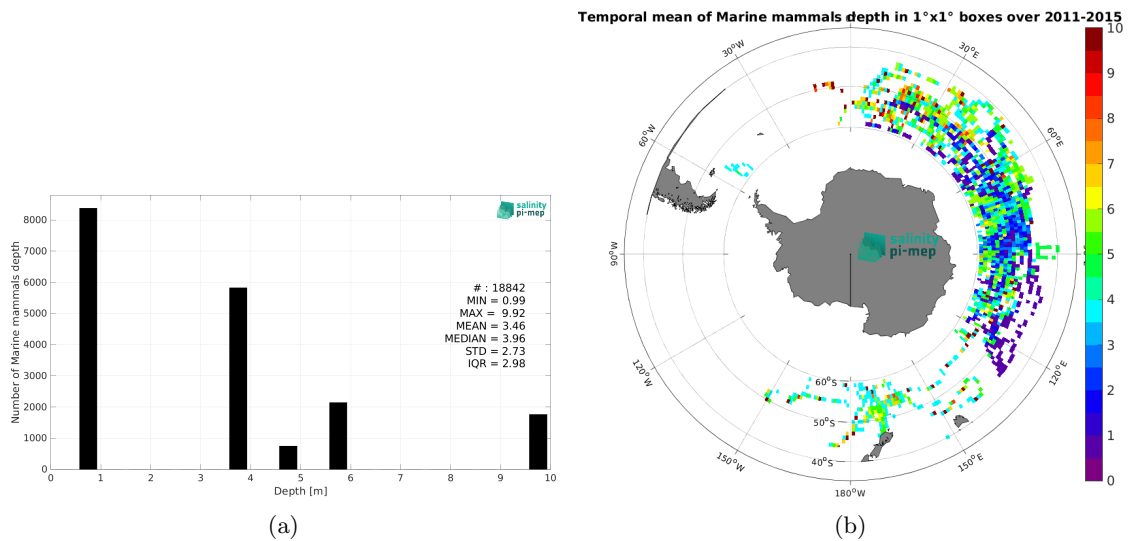 Temporal mean of Marine mammals depth in 1°x1° boxes over 2011-2015
salinity
pi-mep
# : 18842
MIN = 0.99
MAX = 9.92
MEAN = 3.46
MEDIAN = 3.96
STD = 2.73
IQR = 2.98
Number of Marine mammals depth
8000
7000
6000
5000
4000
3000
2000
1000
0
0 1 2 3 4 5 6 7 8 9 10
Depth [m]
(a)
30°W
30°E
60°W
60°E
90°W
salinity
pi-mep
120°W
120°E
60°S
50°S
40°S
150°W
150°E
180°W
10
9
8
7
6
5
4
3
2
1
0
(b)